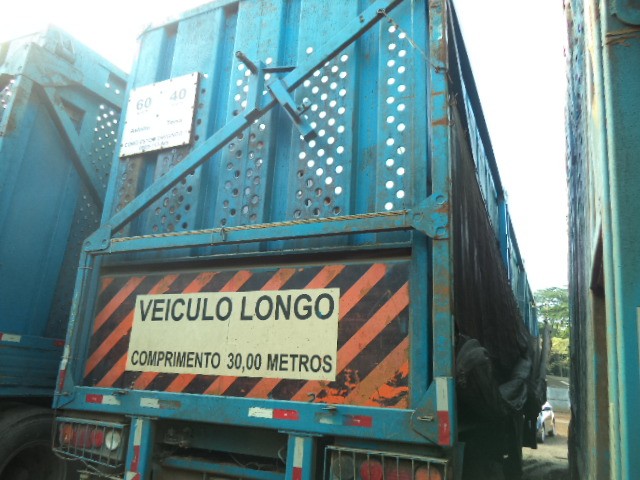 60 40
VEICULO LONGO
COMPRIMENTO 30,00 METROS